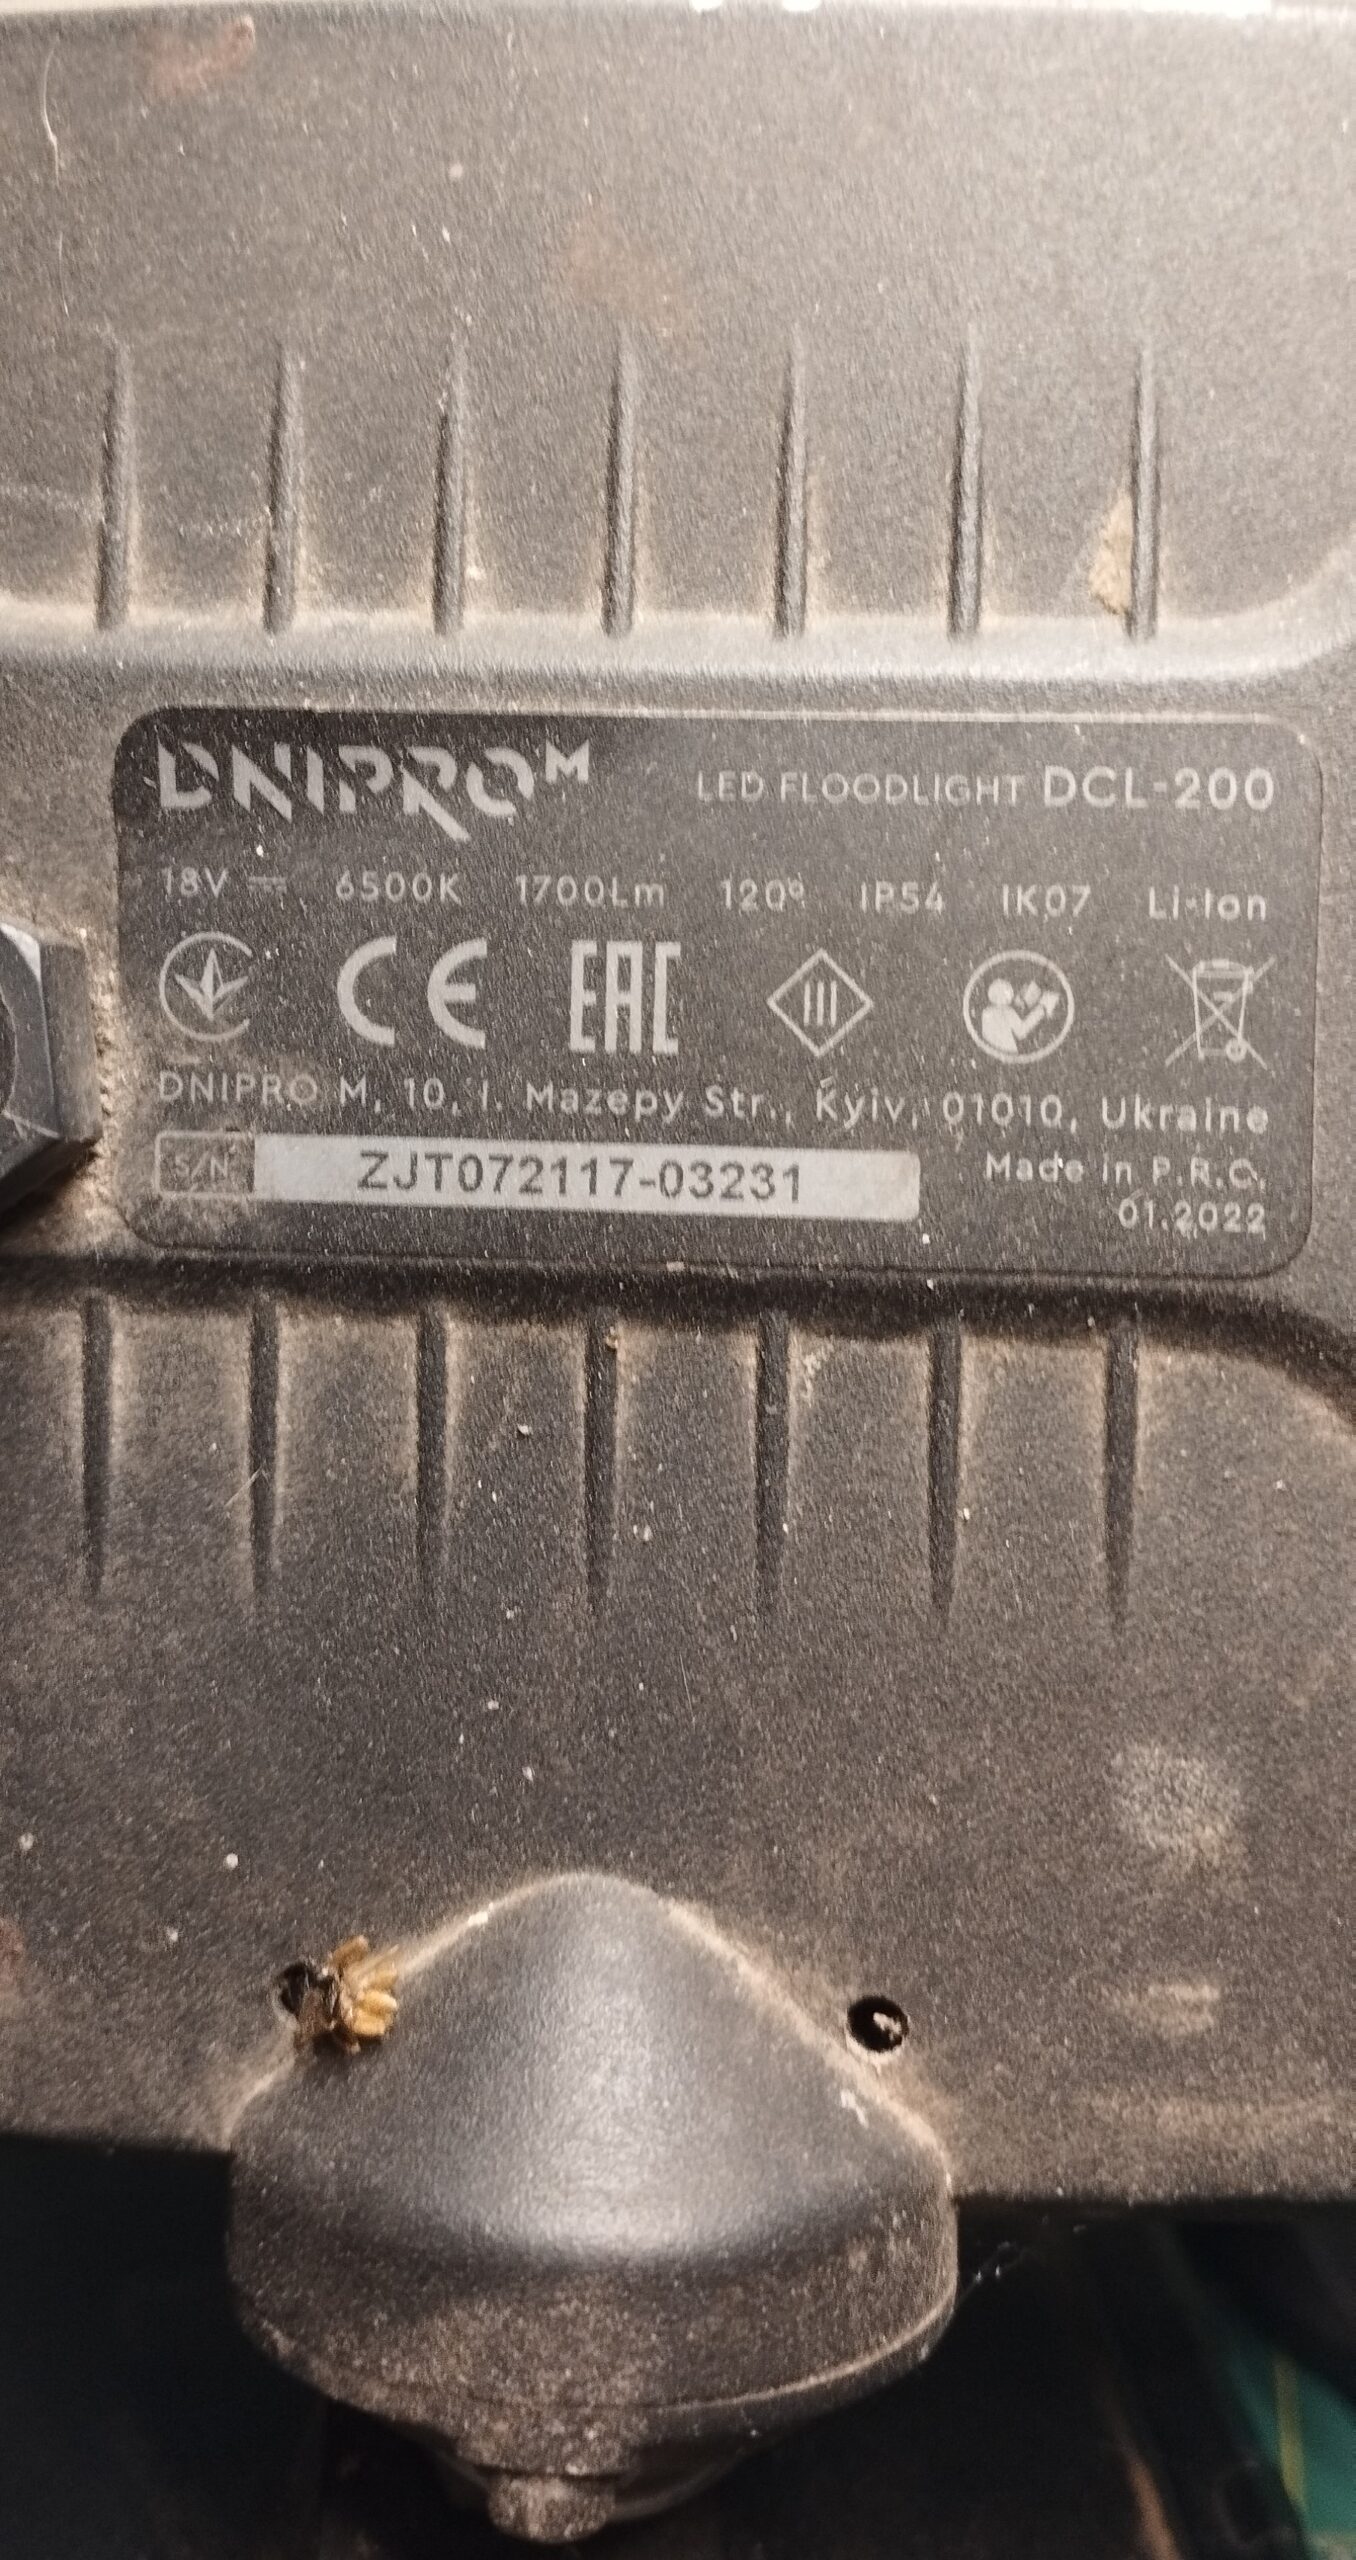 DNIPRO M
LED FLOODLIGHT DCL-200
18V 6500K 1700Lm 120° IP54 IK07 Li-Ion
CE EAC III
DNIPRO M, 10, I. Mazepy Str., Kyiv, 01010, Ukraine
S/N ZJT072117-03231
Made in P.R.C.
01.2022